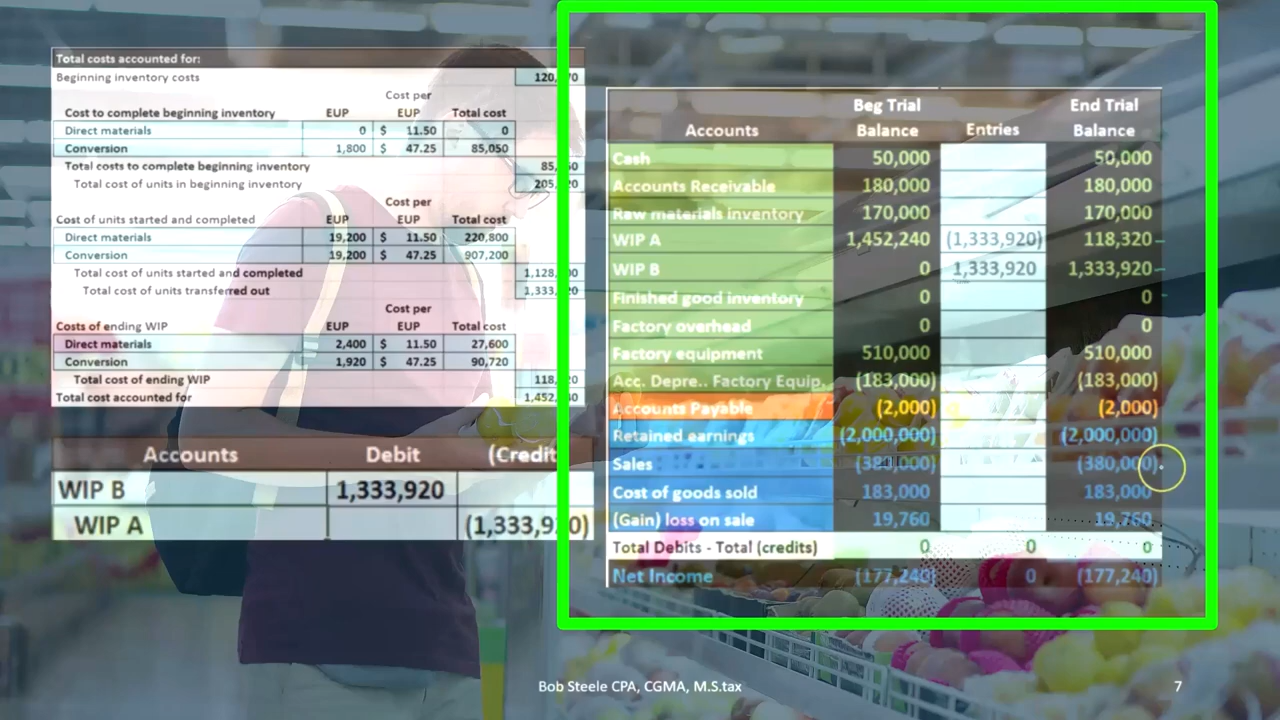 Total costs accounted for:
Beginning inventory costs
Cost per
Cost to complete beginning inventory EUP EUP Total cost
Direct materials 0 $ 11.50 0
Conversion 1,800 $ 47.25 85,050
Total costs to complete beginning inventory
Total cost of units in beginning inventory
Cost per
Cost of units started and completed EUP EUP Total cost
Direct materials 19,200 $ 11.50 220,800
Conversion 19,200 $ 47.25 907,200
Total cost of units started and completed
Total cost of units transferred out
Cost per
Costs of ending WIP EUP EUP Total cost
Direct materials 2,400 $ 11.50 27,600
Conversion 1,920 $ 47.25 90,720
Total cost of ending WIP
Total cost accounted for
Accounts Debit (Credit
WIP B 1,333,920
WIP A (1,333,920)
Beg Trial End Trial
Accounts Balance Entries Balance
Cash 50,000 50,000
Accounts Receivable 180,000 180,000
Raw materials inventory 170,000 170,000
WIP A 1,452,240 (1,333,920) 118,320
WIP B 0 1,333,920 1,333,920
Finished good inventory 0 0
Factory overhead 0 0
Factory equipment 510,000 510,000
Acc. Depre.. Factory Equip. (183,000) (183,000)
Accounts Payable (2,000) (2,000)
Retained earnings (2,000,000) (2,000,000)
Sales (380,000) (380,000)
Cost of goods sold 183,000 183,000
(Gain) loss on sale 19,760 19,760
Total Debits - Total (credits) 0 0 0
Net Income (177,240) 0 (177,240)
Bob Steele CPA, CGMA, M.S.tax 7